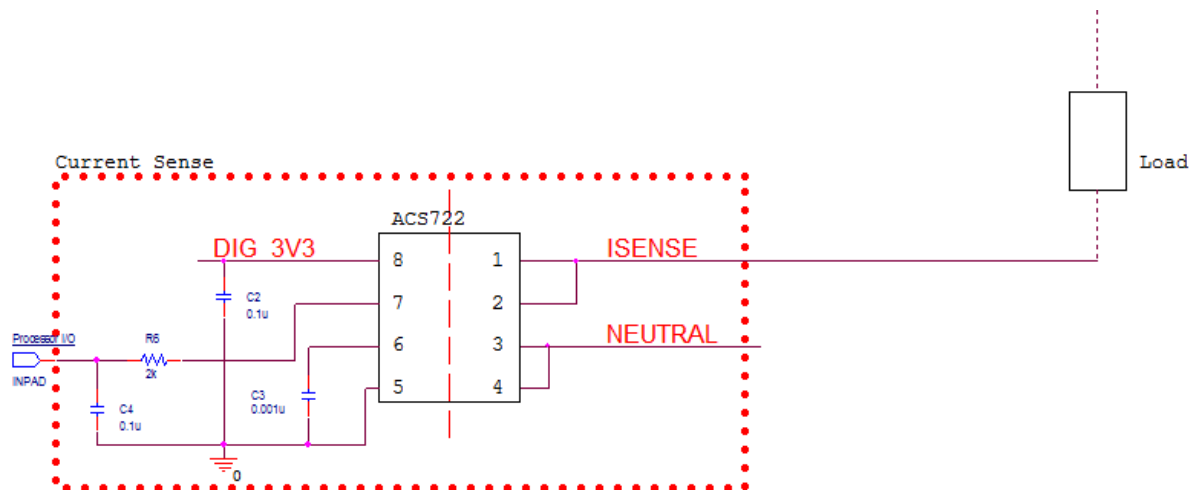 Current Sense
Load
ACS722
DIG 3V3
8
1
ISENSE
C2
0.1u
7
2
Processor I/O
R6
6
3
NEUTRAL
INPAD
2k
C3
0.001u
5
4
C4
0.1u
0